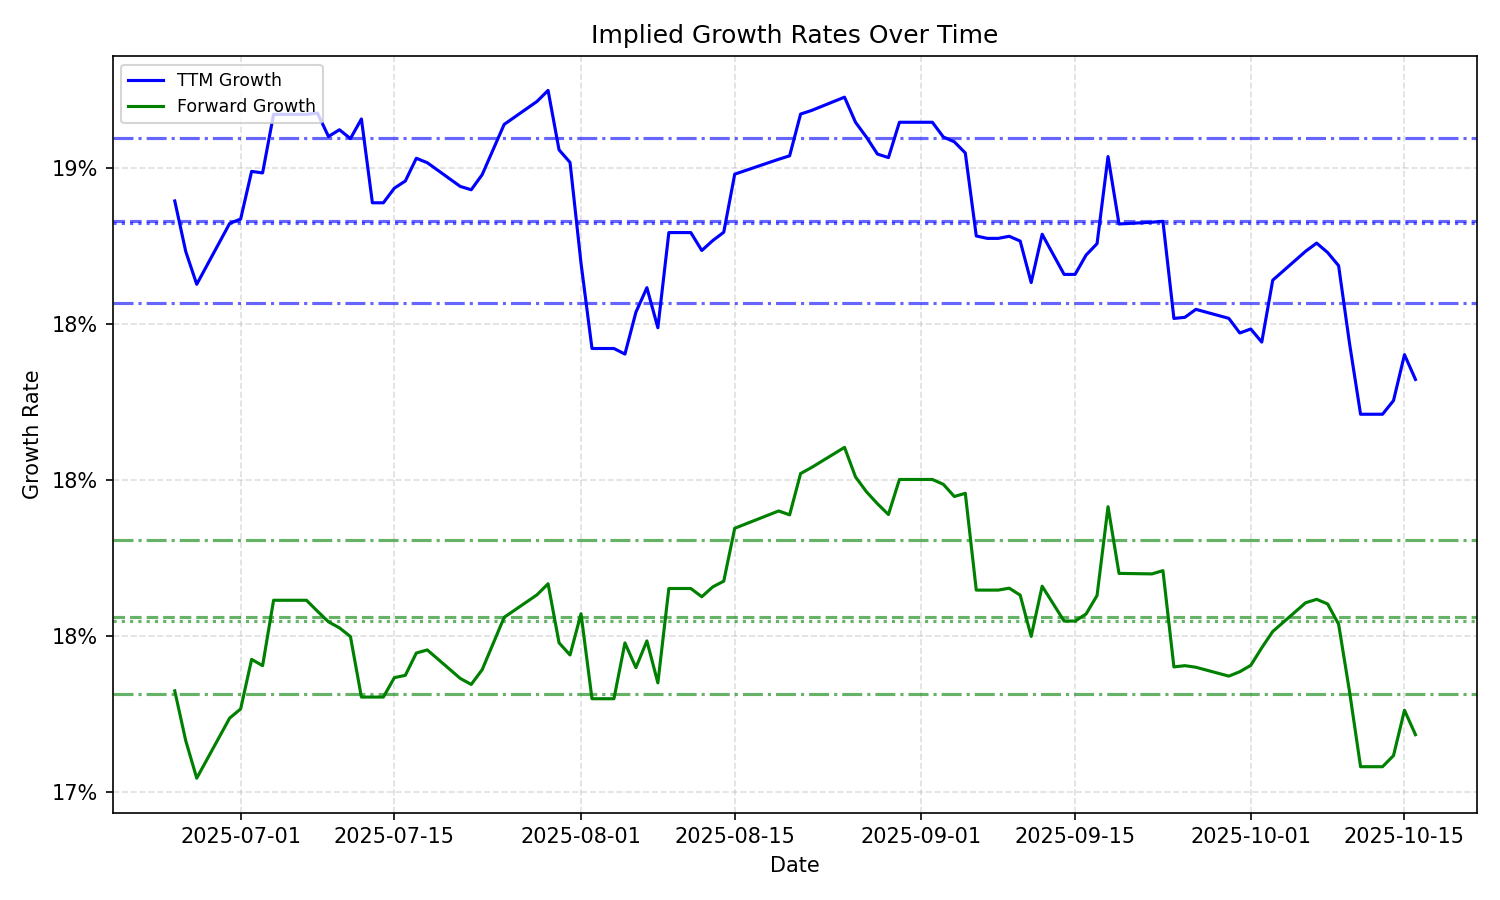 Implied Growth Rates Over Time
TTM Growth
Forward Growth
19%
18%
18%
18%
17%
Growth Rate
2025-07-01
2025-07-15
2025-08-01
2025-08-15
2025-09-01
2025-09-15
2025-10-01
2025-10-15
Date